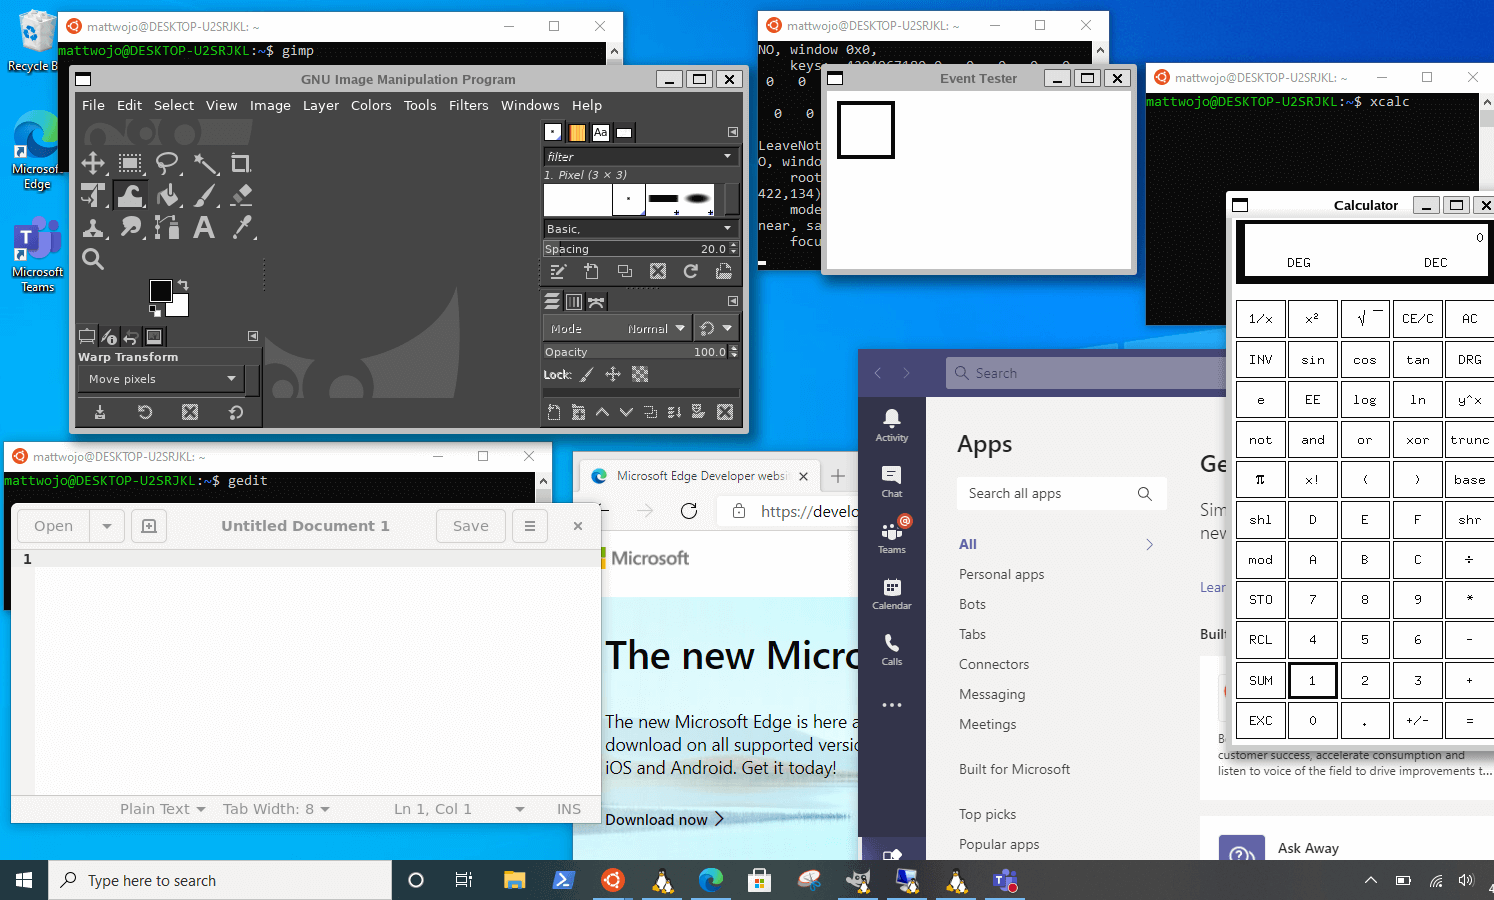 Recycle B
Microsoft
Edge
Microsoft
Teams
mattwojo@DESKTOP-U2SRJKL: ~
mattwojo@DESKTOP-U2SRJKL:~$ gimp
GNU Image Manipulation Program
File Edit Select View Image Layer Colors Tools Filters Windows Help
Aa
filter
1. Pixel (3 × 3)
Basic,
Spacing 20.0
Mode Normal
Opacity 100.0
Lock:
Warp Transform
Move pixels
mattwojo@DESKTOP-U2SRJKL: ~
NO, window 0x0,
0 0
0 0
LeaveNot
O, windo
root
422,134)
mode
near, sa
focu
Event Tester
mattwojo@DESKTOP-U2SRJKL: ~
mattwojo@DESKTOP-U2SRJKL:~$ xcalc
Calculator
0
DEG DEC
1/x x² √ CE/C AC
INV sin cos tan DRG
e EE log ln y^x
not and or xor trunc
π x! ( ) base
shl D E F shr
mod A B C ÷
STO 7 8 9 *
RCL 4 5 6 -
SUM 1 2 3 +
EXC 0 . +/- =
mattwojo@DESKTOP-U2SRJKL: ~
mattwojo@DESKTOP-U2SRJKL:~$ gedit
Open Untitled Document 1 Save
1
Plain Text Tab Width: 8 Ln 1, Col 1 INS
Microsoft Edge Developer websi
https://develo
Microsoft
The new Micro
The new Microsoft Edge is here a
download on all supported versio
iOS and Android. Get it today!
Download now
Search
Activity
Chat
Teams
Calendar
Calls
Apps
Search all apps
All
Personal apps
Bots
Tabs
Connectors
Messaging
Meetings
Built for Microsoft
Top picks
Popular apps
Ge
Sim
new
Lear
Built
customer success, accelerate consumption and
listen to voice of the field to drive improvements t...
Ask Away
Type here to search